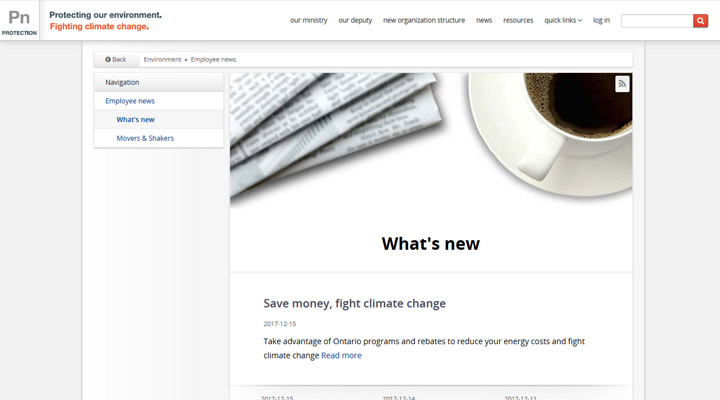 Pn
PROTECTION
Protecting our environment.
Fighting climate change.
our ministry our deputy new organization structure news resources quick links log in
Back
Environment Employee news
Navigation
Employee news
What's new
Movers & Shakers
What's new
Save money, fight climate change
2017-12-15
Take advantage of Ontario programs and rebates to reduce your energy costs and fight
climate change Read more
2017-12-15 2017-12-14 2017-12-11